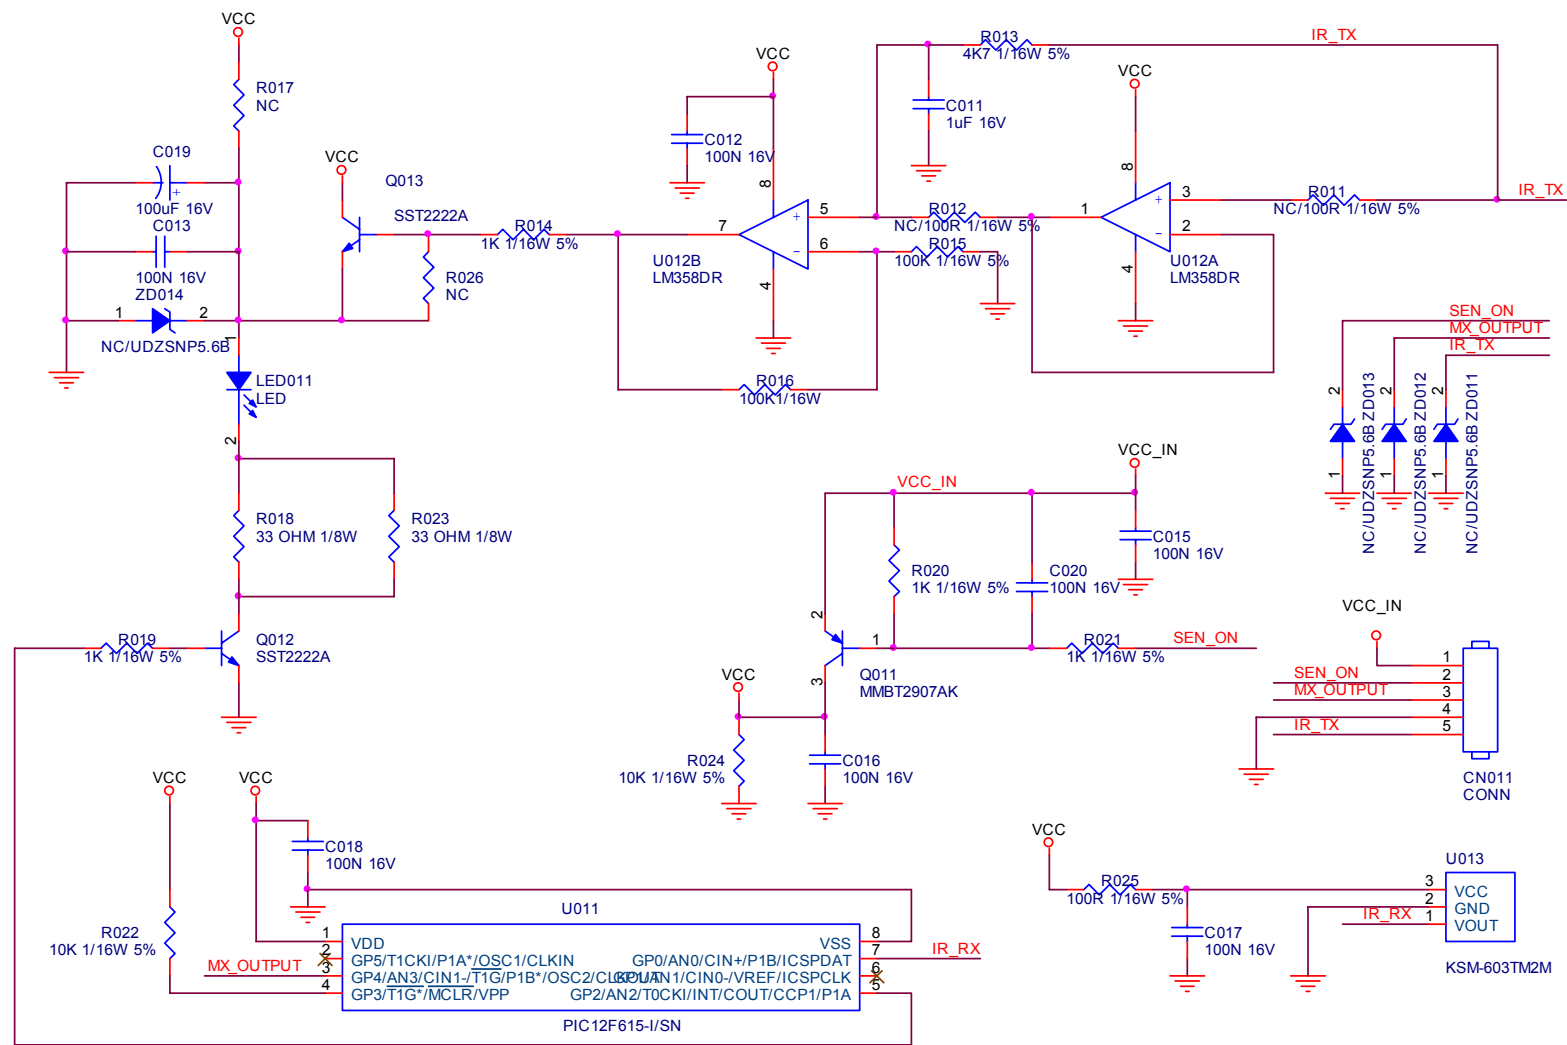 VCC
R017
NC
C019
+
100uF 16V
C013
100N 16V
ZD014
1
2
NC/UDZSNP5.6B
VCC
Q013
SST2222A
R014
1K 1/16W 5%
R026
NC
1
LED011
LED
2
R018
33 OHM 1/8W
R023
33 OHM 1/8W
R019
1K 1/16W 5%
Q012
SST2222A
VCC
C012
100N 16V
8
+
5
7
-
6
U012B
LM358DR
4
R016
100K1/16W
R013
4K7 1/16W 5%
IR_TX
C011
1uF 16V
R012
NC/100R 1/16W 5%
R015
100K 1/16W 5%
VCC
8
1
+
3
-
2
4
U012A
LM358DR
R011
NC/100R 1/16W 5%
IR_TX
SEN_ON
MX_OUTPUT
IR_TX
2
2
2
1
1
1
NC/UDZSNP5.6B ZD013
NC/UDZSNP5.6B ZD012
NC/UDZSNP5.6B ZD011
VCC_IN
VCC_IN
R020
1K 1/16W 5%
C020
100N 16V
C015
100N 16V
2
1
3
R021
1K 1/16W 5%
SEN_ON
Q011
MMBT2907AK
VCC
R024
10K 1/16W 5%
C016
100N 16V
VCC_IN
SEN_ON
MX_OUTPUT
IR_TX
1
2
3
4
5
CN011
CONN
VCC
VCC
C018
100N 16V
R022
10K 1/16W 5%
U011
1
VDD
VSS
8
2
GP5/T1CKI/P1A*/OSC1/CLKIN
GP0/AN0/CIN+/P1B/ICSPDAT
7
IR_RX
MX_OUTPUT
3
GP4/AN3/CIN1-/T1G/P1B*/OSC2/CLKOUT
GP1/AN1/CIN0-/VREF/ICSPCLK
6
4
GP3/T1G*/MCLR/VPP
GP2/AN2/T0CKI/INT/COUT/CCP1/P1A
5
PIC12F615-I/SN
VCC
R025
100R 1/16W 5%
C017
100N 16V
U013
3
VCC
2
GND
IR_RX
1
VOUT
KSM-603TM2M